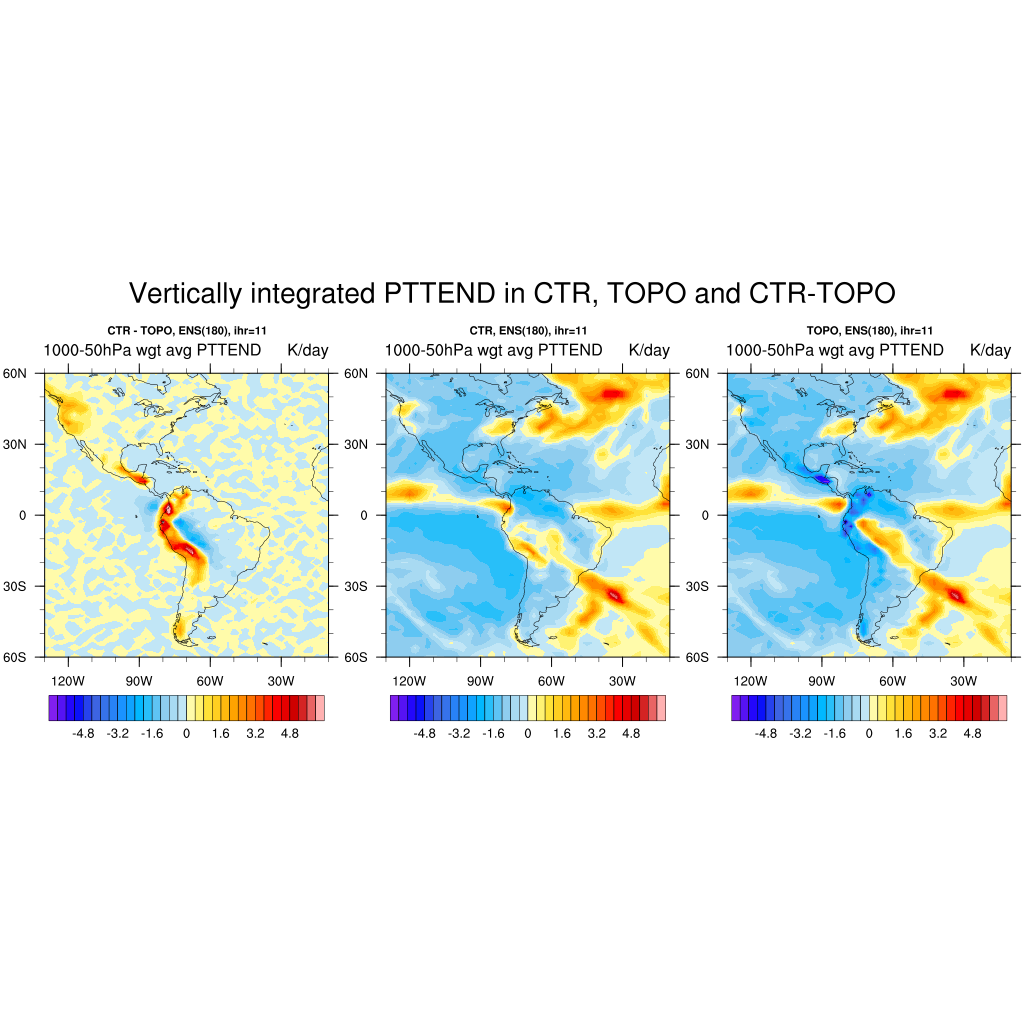 Vertically integrated PTTEND in CTR, TOPO and CTR-TOPO
CTR - TOPO, ENS(180), ihr=11
1000-50hPa wgt avg PTTEND K/day
60N
30N
0
30S
60S
120W 90W 60W 30W
-4.8 -3.2 -1.6 0 1.6 3.2 4.8
CTR, ENS(180), ihr=11
1000-50hPa wgt avg PTTEND K/day
60N
30N
0
30S
60S
120W 90W 60W 30W
-4.8 -3.2 -1.6 0 1.6 3.2 4.8
TOPO, ENS(180), ihr=11
1000-50hPa wgt avg PTTEND K/day
60N
30N
0
30S
60S
120W 90W 60W 30W
-4.8 -3.2 -1.6 0 1.6 3.2 4.8